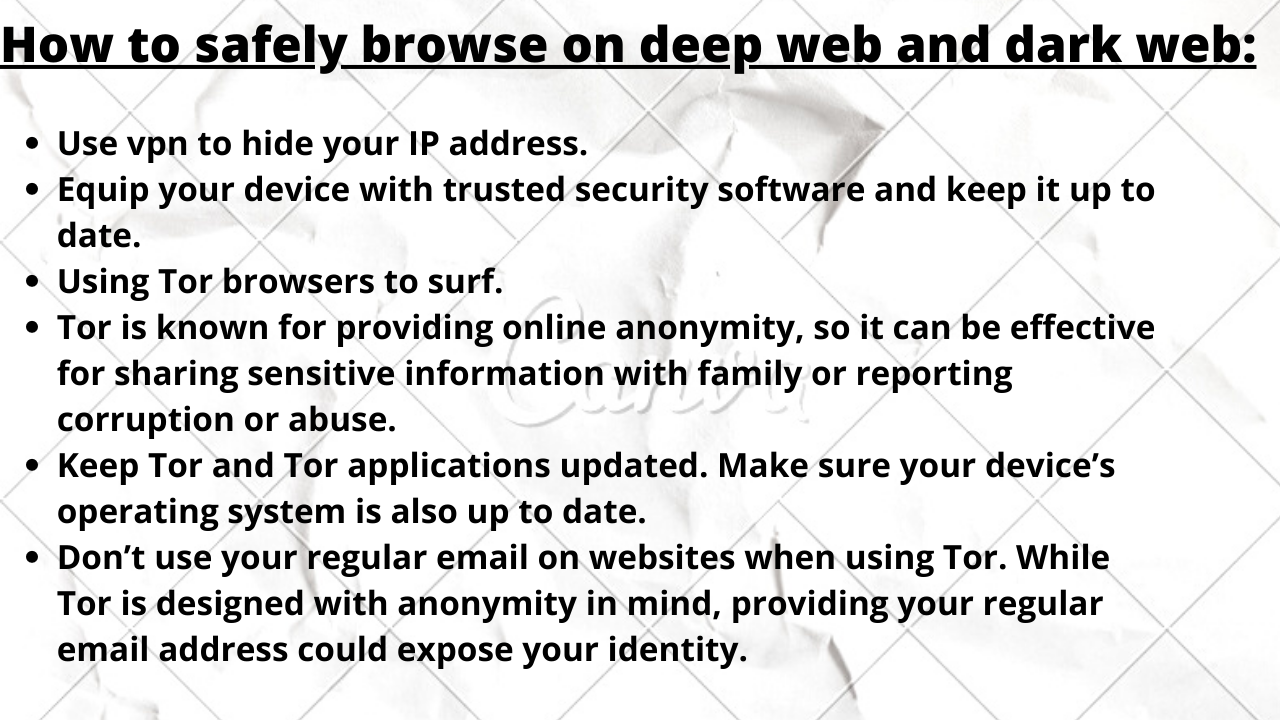 How to safely browse on deep web and dark web:
• Use vpn to hide your IP address.
• Equip your device with trusted security software and keep it up to
date.
• Using Tor browsers to surf.
• Tor is known for providing online anonymity, so it can be effective
for sharing sensitive information with family or reporting
corruption or abuse.
• Keep Tor and Tor applications updated. Make sure your device’s
operating system is also up to date.
• Don’t use your regular email on websites when using Tor. While
Tor is designed with anonymity in mind, providing your regular
email address could expose your identity.
Canva